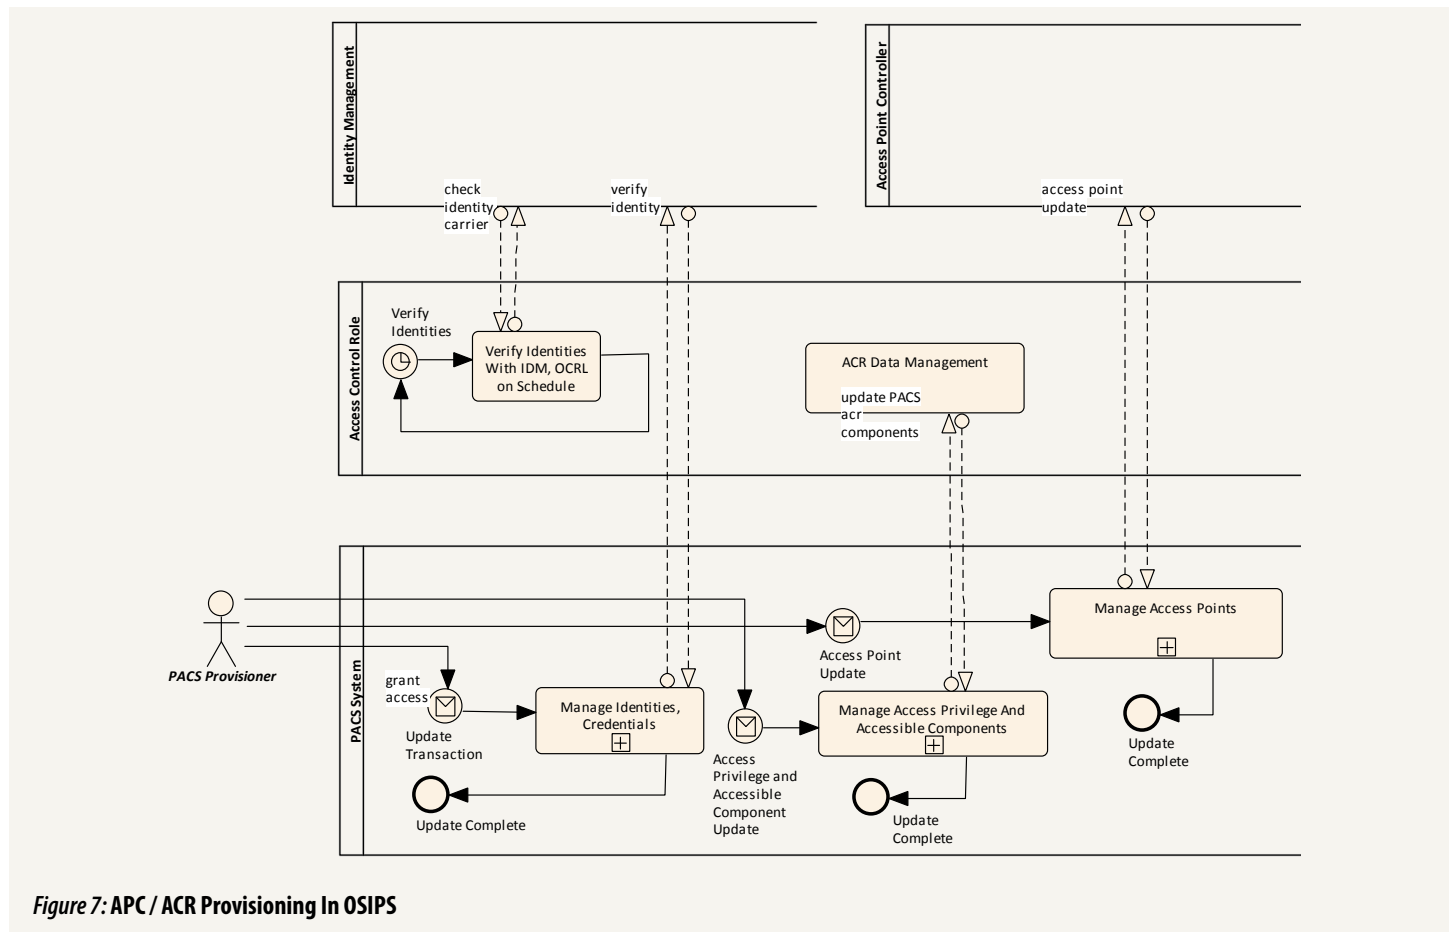 Identity Management
check
identity
carrier
verify
identity
Access Point Controller
access point
update
Access Control Role
Verify
Identities
Verify Identities
With IDM, OCRL
on Schedule
ACR Data Management
update PACS
acr
components
PACS System
PACS Provisioner
grant
access
Update
Transaction
Manage Identities,
Credentials
Update Complete
Access
Privilege and
Accessible
Component
Update
Manage Access Privilege And
Accessible Components
Update
Complete
Access Point
Update
Manage Access Points
Update
Complete
Figure 7: APC / ACR Provisioning In OSIPS